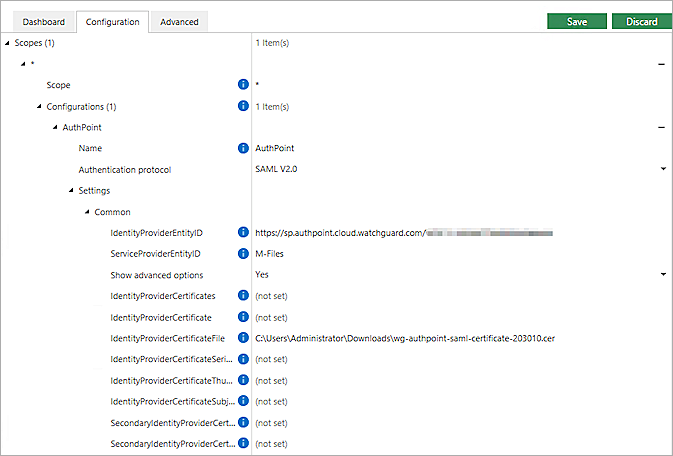 Dashboard Configuration Advanced Save Discard
Scopes (1) 1 Item(s)
*
Scope *
Configurations (1) 1 Item(s)
AuthPoint
Name AuthPoint
Authentication protocol SAML V2.0
Settings
Common
IdentityProviderEntityID https://sp.authpoint.cloud.watchguard.com/
ServiceProviderEntityID M-Files
Show advanced options Yes
IdentityProviderCertificates (not set)
IdentityProviderCertificate (not set)
IdentityProviderCertificateFile C:\Users\Administrator\Downloads\wg-authpoint-saml-certificate-203010.cer
IdentityProviderCertificateSeri... (not set)
IdentityProviderCertificateThu... (not set)
IdentityProviderCertificateSubj... (not set)
SecondaryIdentityProviderCert... (not set)
SecondaryIdentityProviderCert... (not set)